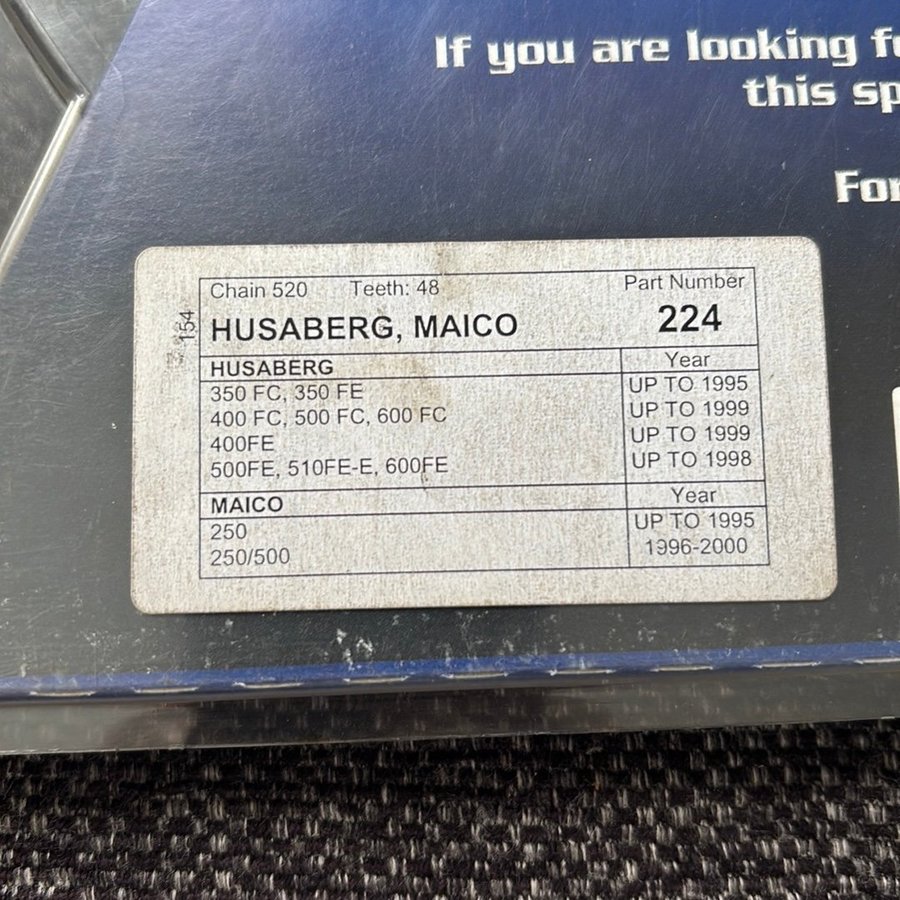 If you are looking
this
For
Chain 520 Teeth: 48 Part Number
154
HUSABERG, MAICO 224
HUSABERG Year
350 FC, 350 FE UP TO 1995
400 FC, 500 FC, 600 FC UP TO 1999
400FE UP TO 1999
500FE, 510FE-E, 600FE UP TO 1998
MAICO Year
250 UP TO 1995
250/500 1996-2000